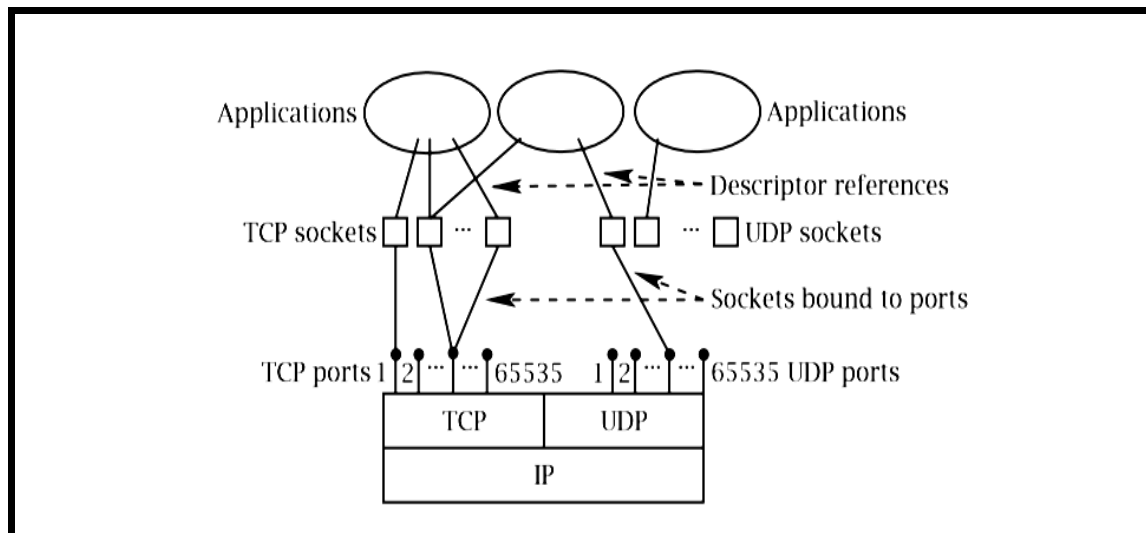 Applications
Applications
Descriptor references
TCP sockets ... ... UDP sockets
Sockets bound to ports
TCP ports 1 2 ... ... 65535 1 2 ... ... 65535 UDP ports
TCP UDP
IP